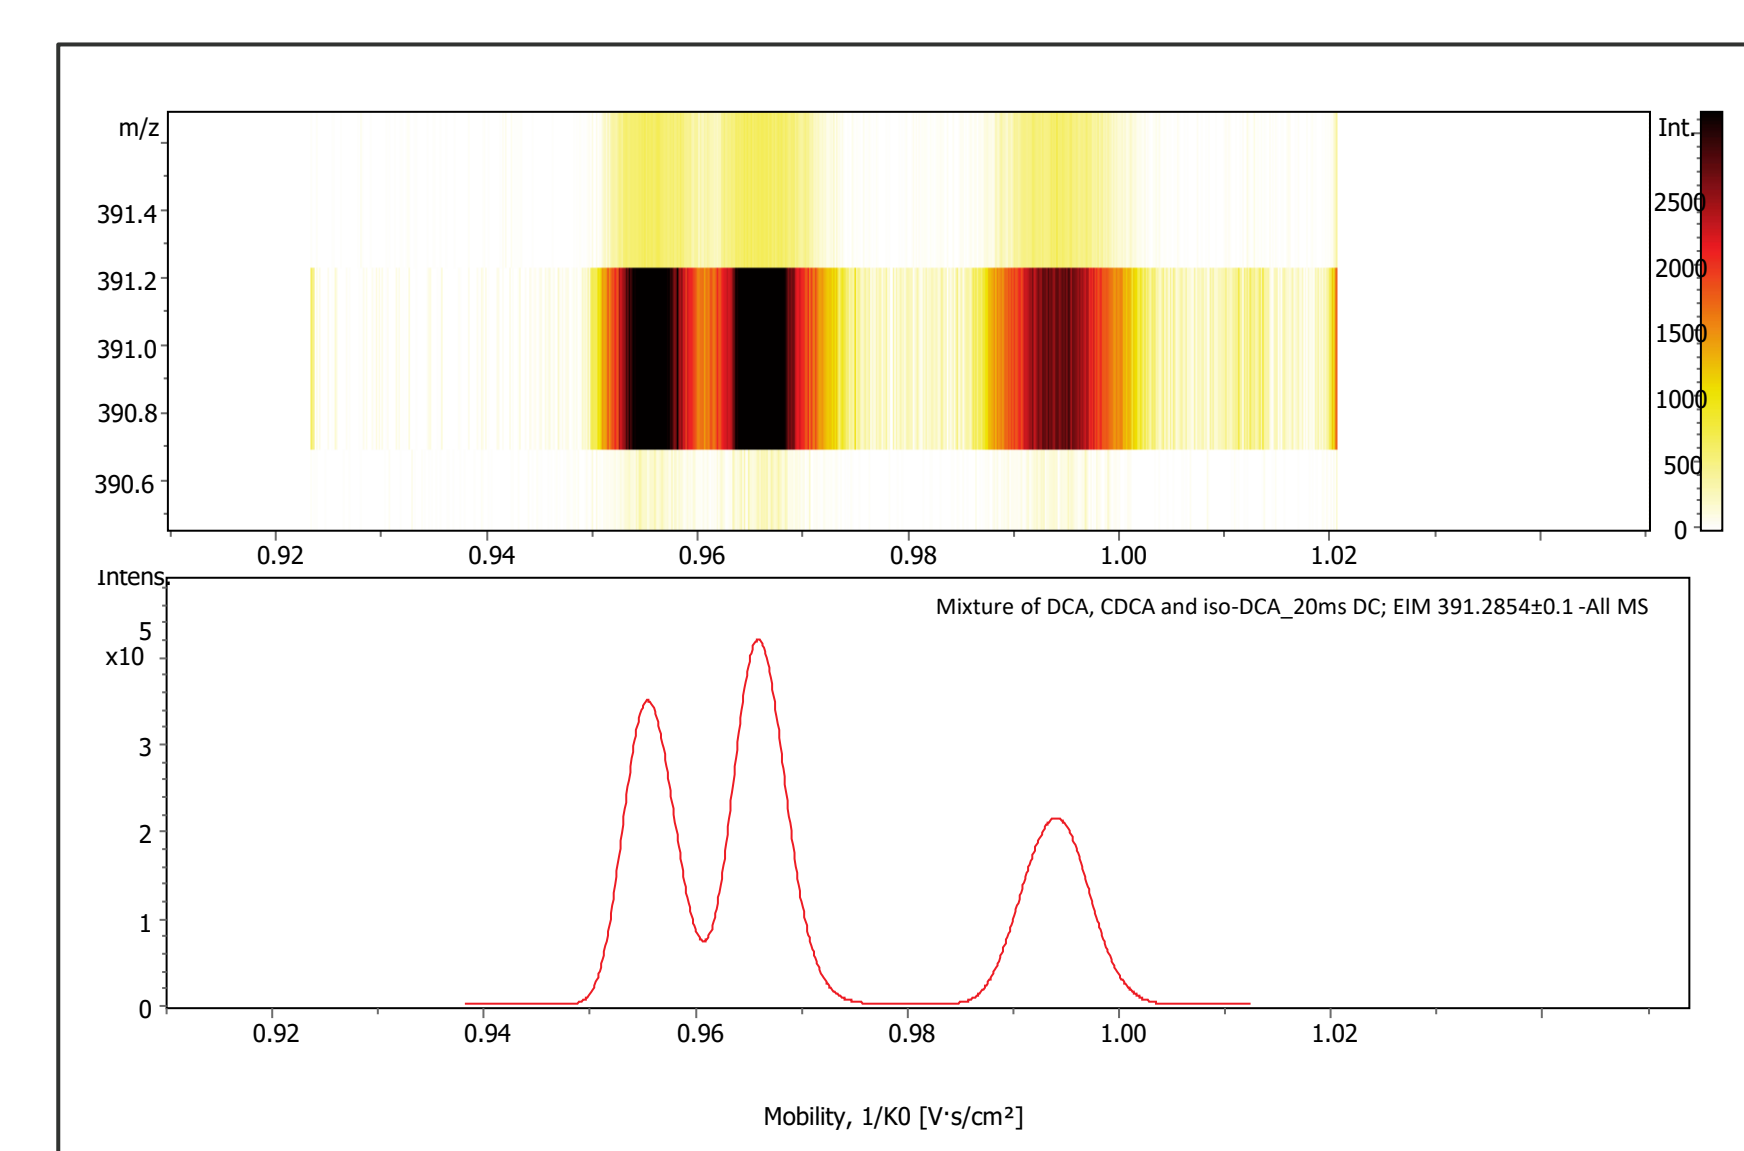 m/z
391.4
391.2
391.0
390.8
390.6
Int.
2500
2000
1500
1000
500
0
0.92 0.94 0.96 0.98 1.00 1.02
Intens.
5
x10
3
2
1
0
Mixture of DCA, CDCA and iso-DCA_20ms DC; EIM 391.2854±0.1 -All MS
0.92 0.94 0.96 0.98 1.00 1.02
Mobility, 1/K0 [V·s/cm²]